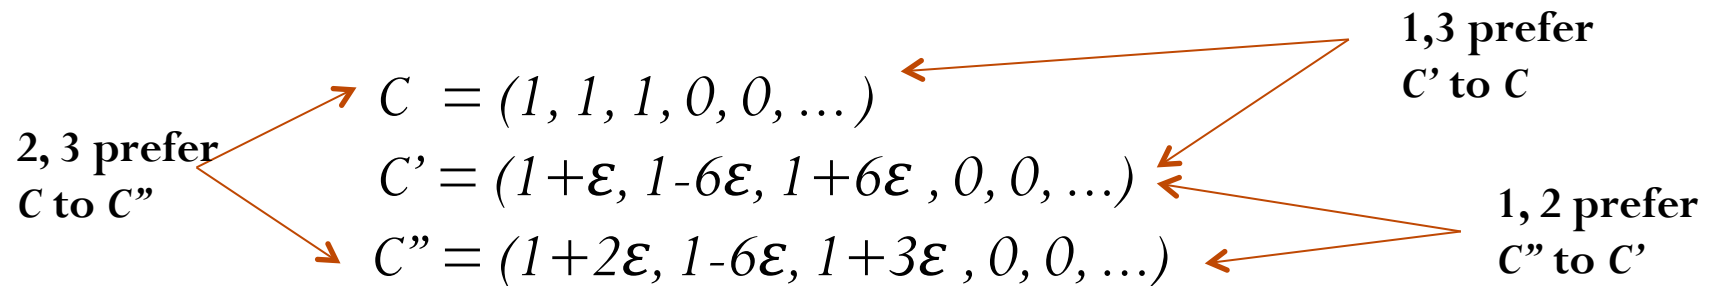 1,3 prefer
C’ to C
C = (1, 1, 1, 0, 0, … )
2, 3 prefer
C to C”
C’ = (1+ε, 1-6ε, 1+6ε , 0, 0, …)
1, 2 prefer
C” to C’
C” = (1+2ε, 1-6ε, 1+3ε , 0, 0, …)